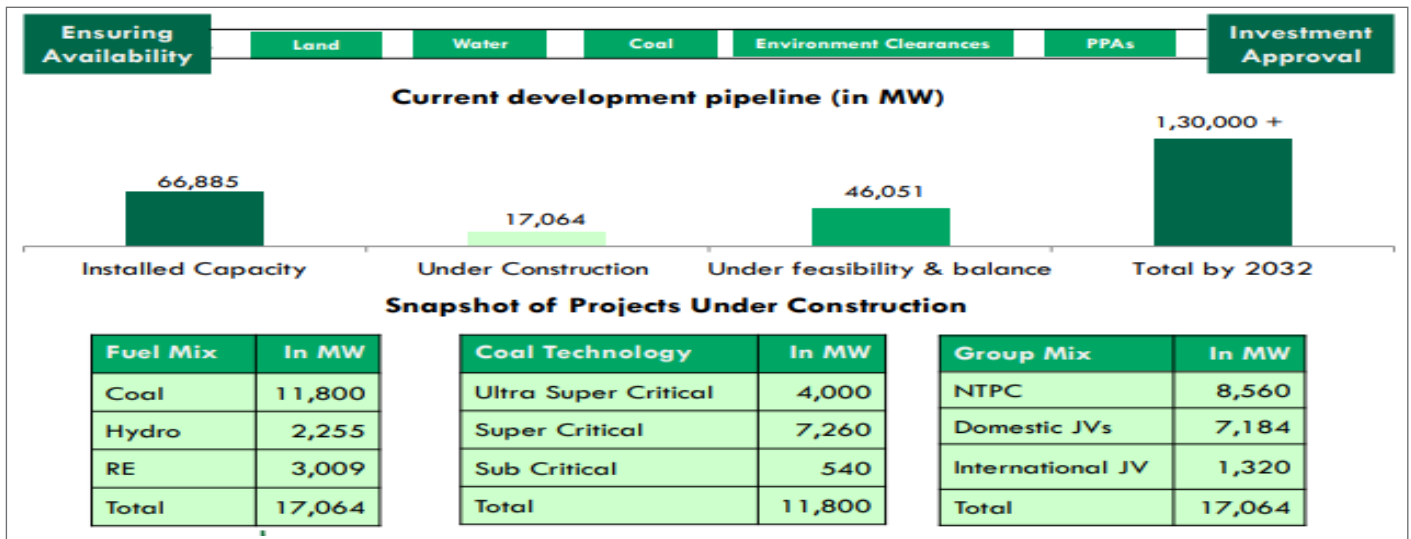 Ensuring
Availability
Land
Water
Coal
Environment Clearances
PPAs
Investment
Approval
Current development pipeline (in MW)
66,885
17,064
46,051
1,30,000 +
Installed Capacity
Under Construction
Under feasibility & balance
Total by 2032
Snapshot of Projects Under Construction
Fuel Mix In MW
Coal 11,800
Hydro 2,255
RE 3,009
Total 17,064
Coal Technology In MW
Ultra Super Critical 4,000
Super Critical 7,260
Sub Critical 540
Total 11,800
Group Mix In MW
NTPC 8,560
Domestic JVs 7,184
International JV 1,320
Total 17,064